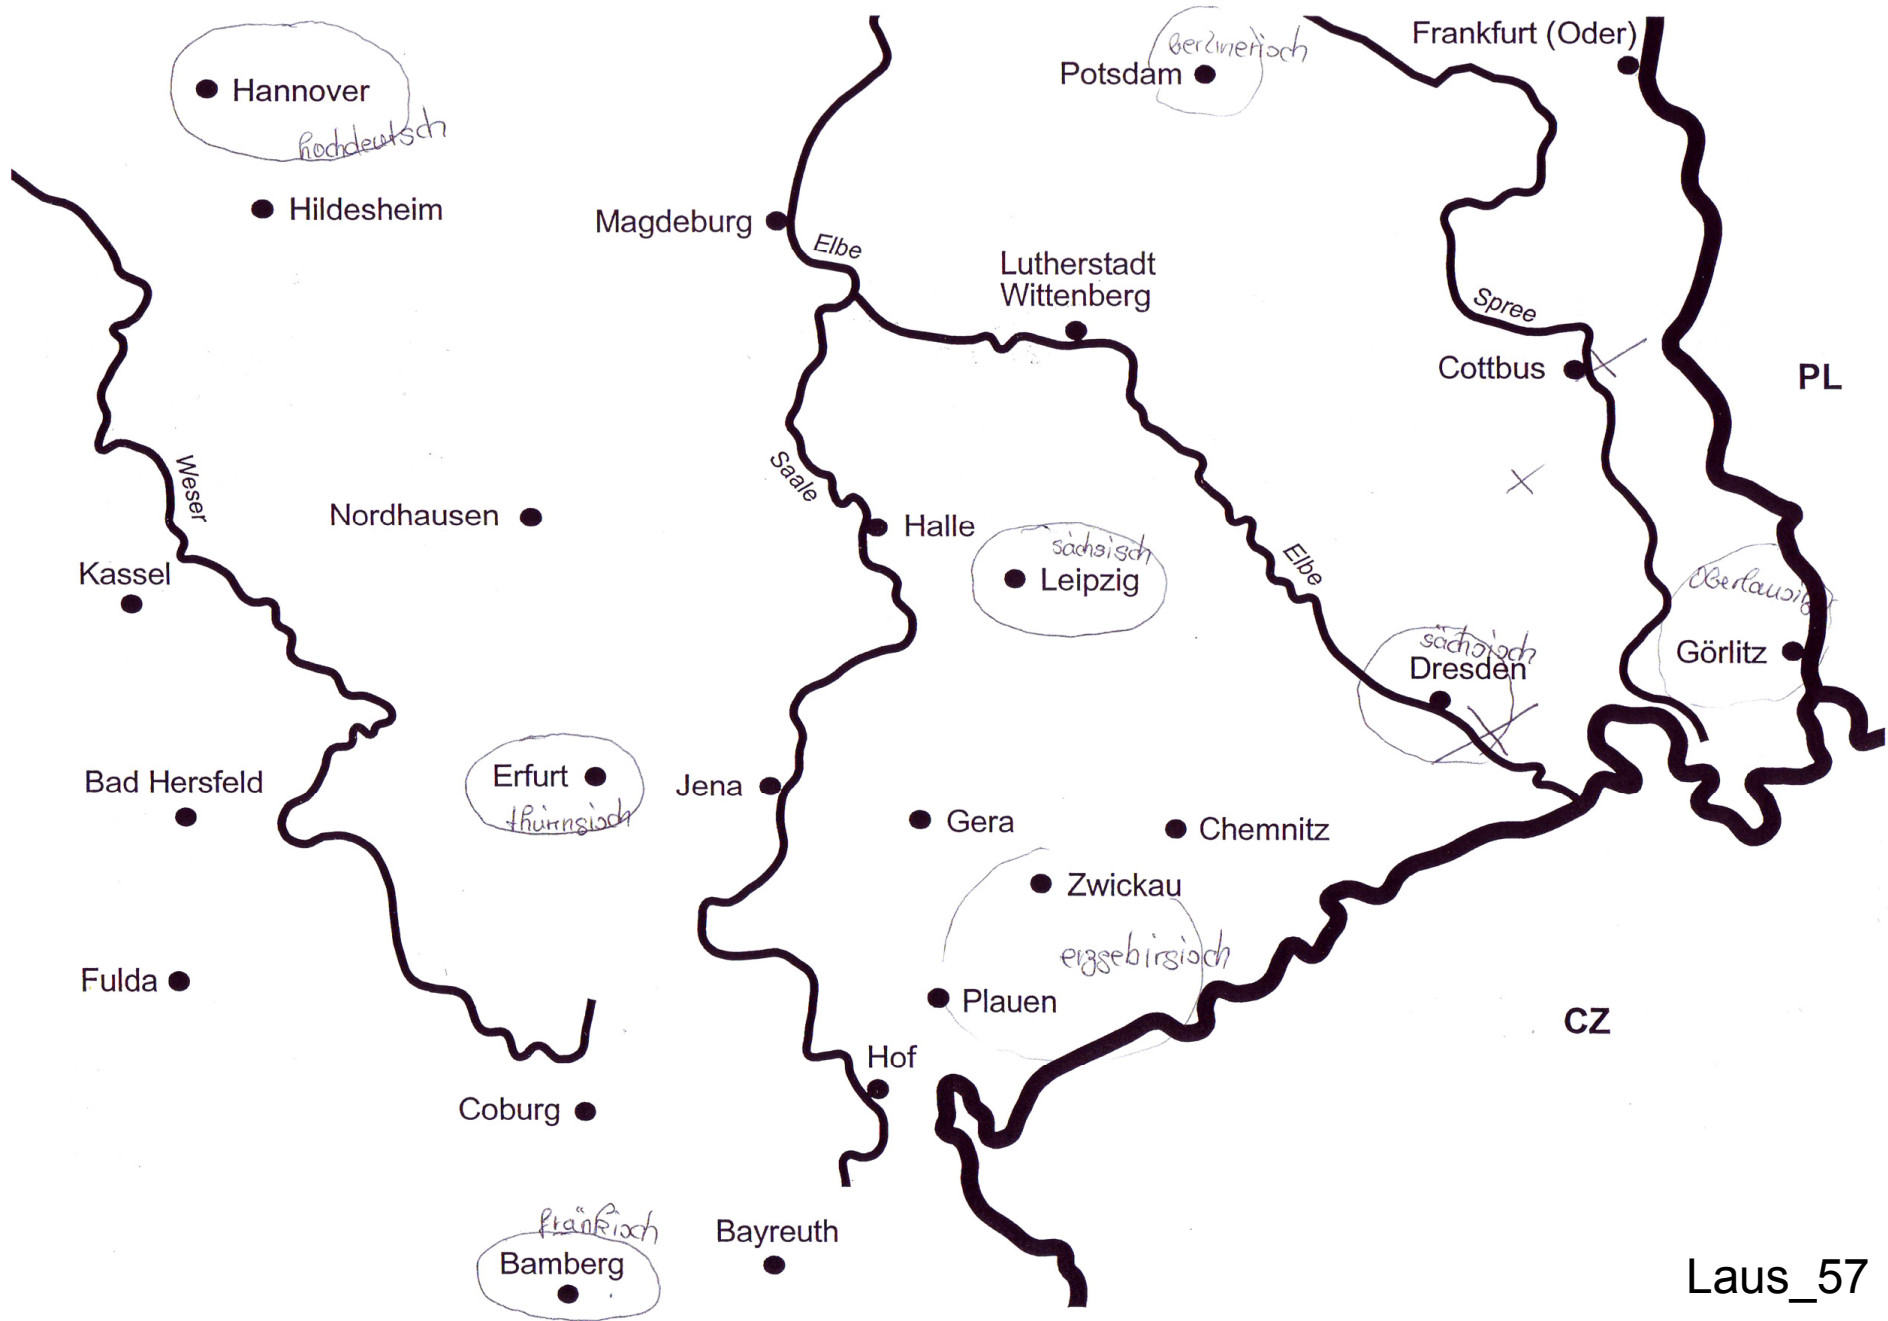 Frankfurt (Oder)
berlinerisch
Potsdam
Hannover
hochdeutsch
Hildesheim
Magdeburg
Elbe
Lutherstadt
Wittenberg
Spree
Cottbus
PL
Weser
Saale
Nordhausen
Halle
sächsisch
Leipzig
Elbe
Kassel
Oberlausitz
sächsisch
Dresden
Görlitz
Erfurt
thüringisch
Jena
Bad Hersfeld
Gera
Chemnitz
Zwickau
erzgebirgisch
Fulda
Plauen
CZ
Hof
Coburg
fränkisch
Bamberg
Bayreuth
Laus_57